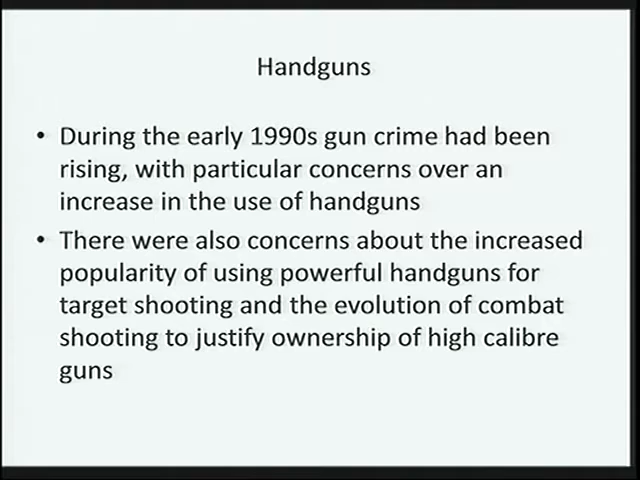 Handguns
• During the early 1990s gun crime had been
rising, with particular concerns over an
increase in the use of handguns
• There were also concerns about the increased
popularity of using powerful handguns for
target shooting and the evolution of combat
shooting to justify ownership of high calibre
guns